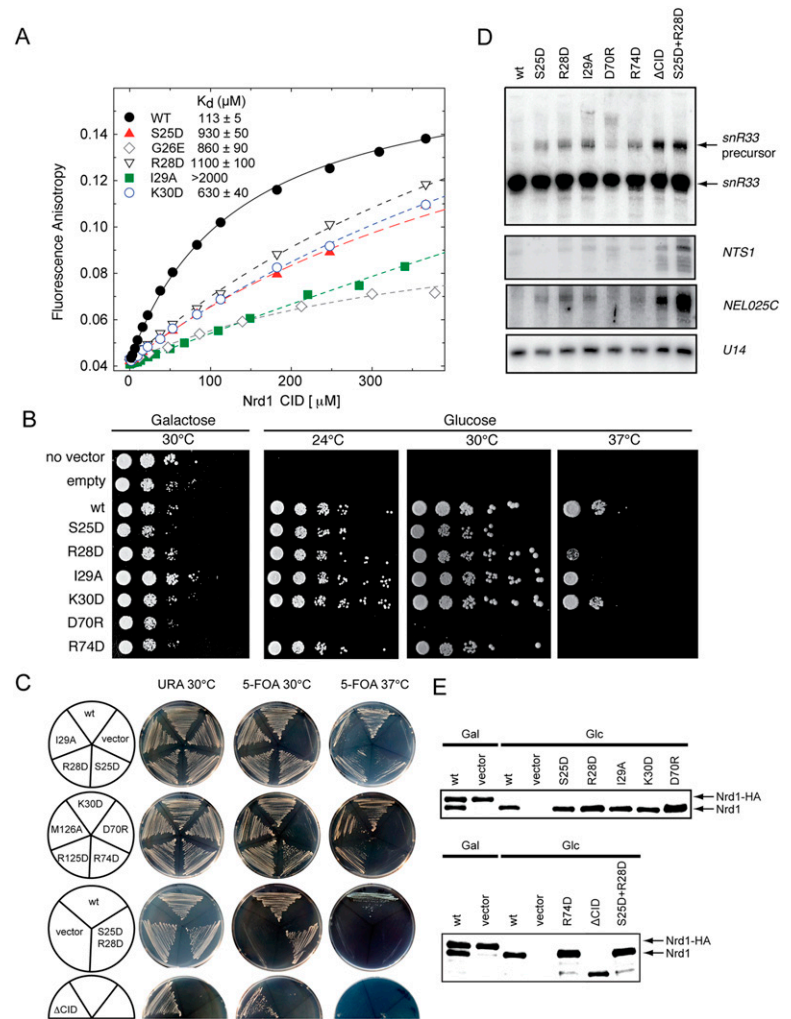 A
K_d (μM)
WT 113 ± 5
S25D 930 ± 50
G26E 860 ± 90
R28D 1100 ± 100
I29A >2000
K30D 630 ± 40
Fluorescence Anisotropy
0.14
0.12
0.10
0.08
0.06
0.04
0 100 200 300
Nrd1 CID [ μM]
D
wt S25D R28D I29A D70R R74D ΔCID S25D+R28D
snR33
precursor
snR33
NTS1
NEL025C
U14
B
Galactose Glucose
30°C 24°C 30°C 37°C
no vector
empty
wt
S25D
R28D
I29A
K30D
D70R
R74D
C
URA 30°C 5-FOA 30°C 5-FOA 37°C
wt
I29A vector
R28D S25D
K30D
M126A D70R
R125D R74D
wt
vector S25D
R28D
ΔCID
E
Gal Glc
wt vector wt vector S25D R28D I29A K30D D70R
Nrd1-HA
Nrd1
Gal Glc
wt vector wt vector R74D ΔCID S25D+R28D
Nrd1-HA
Nrd1